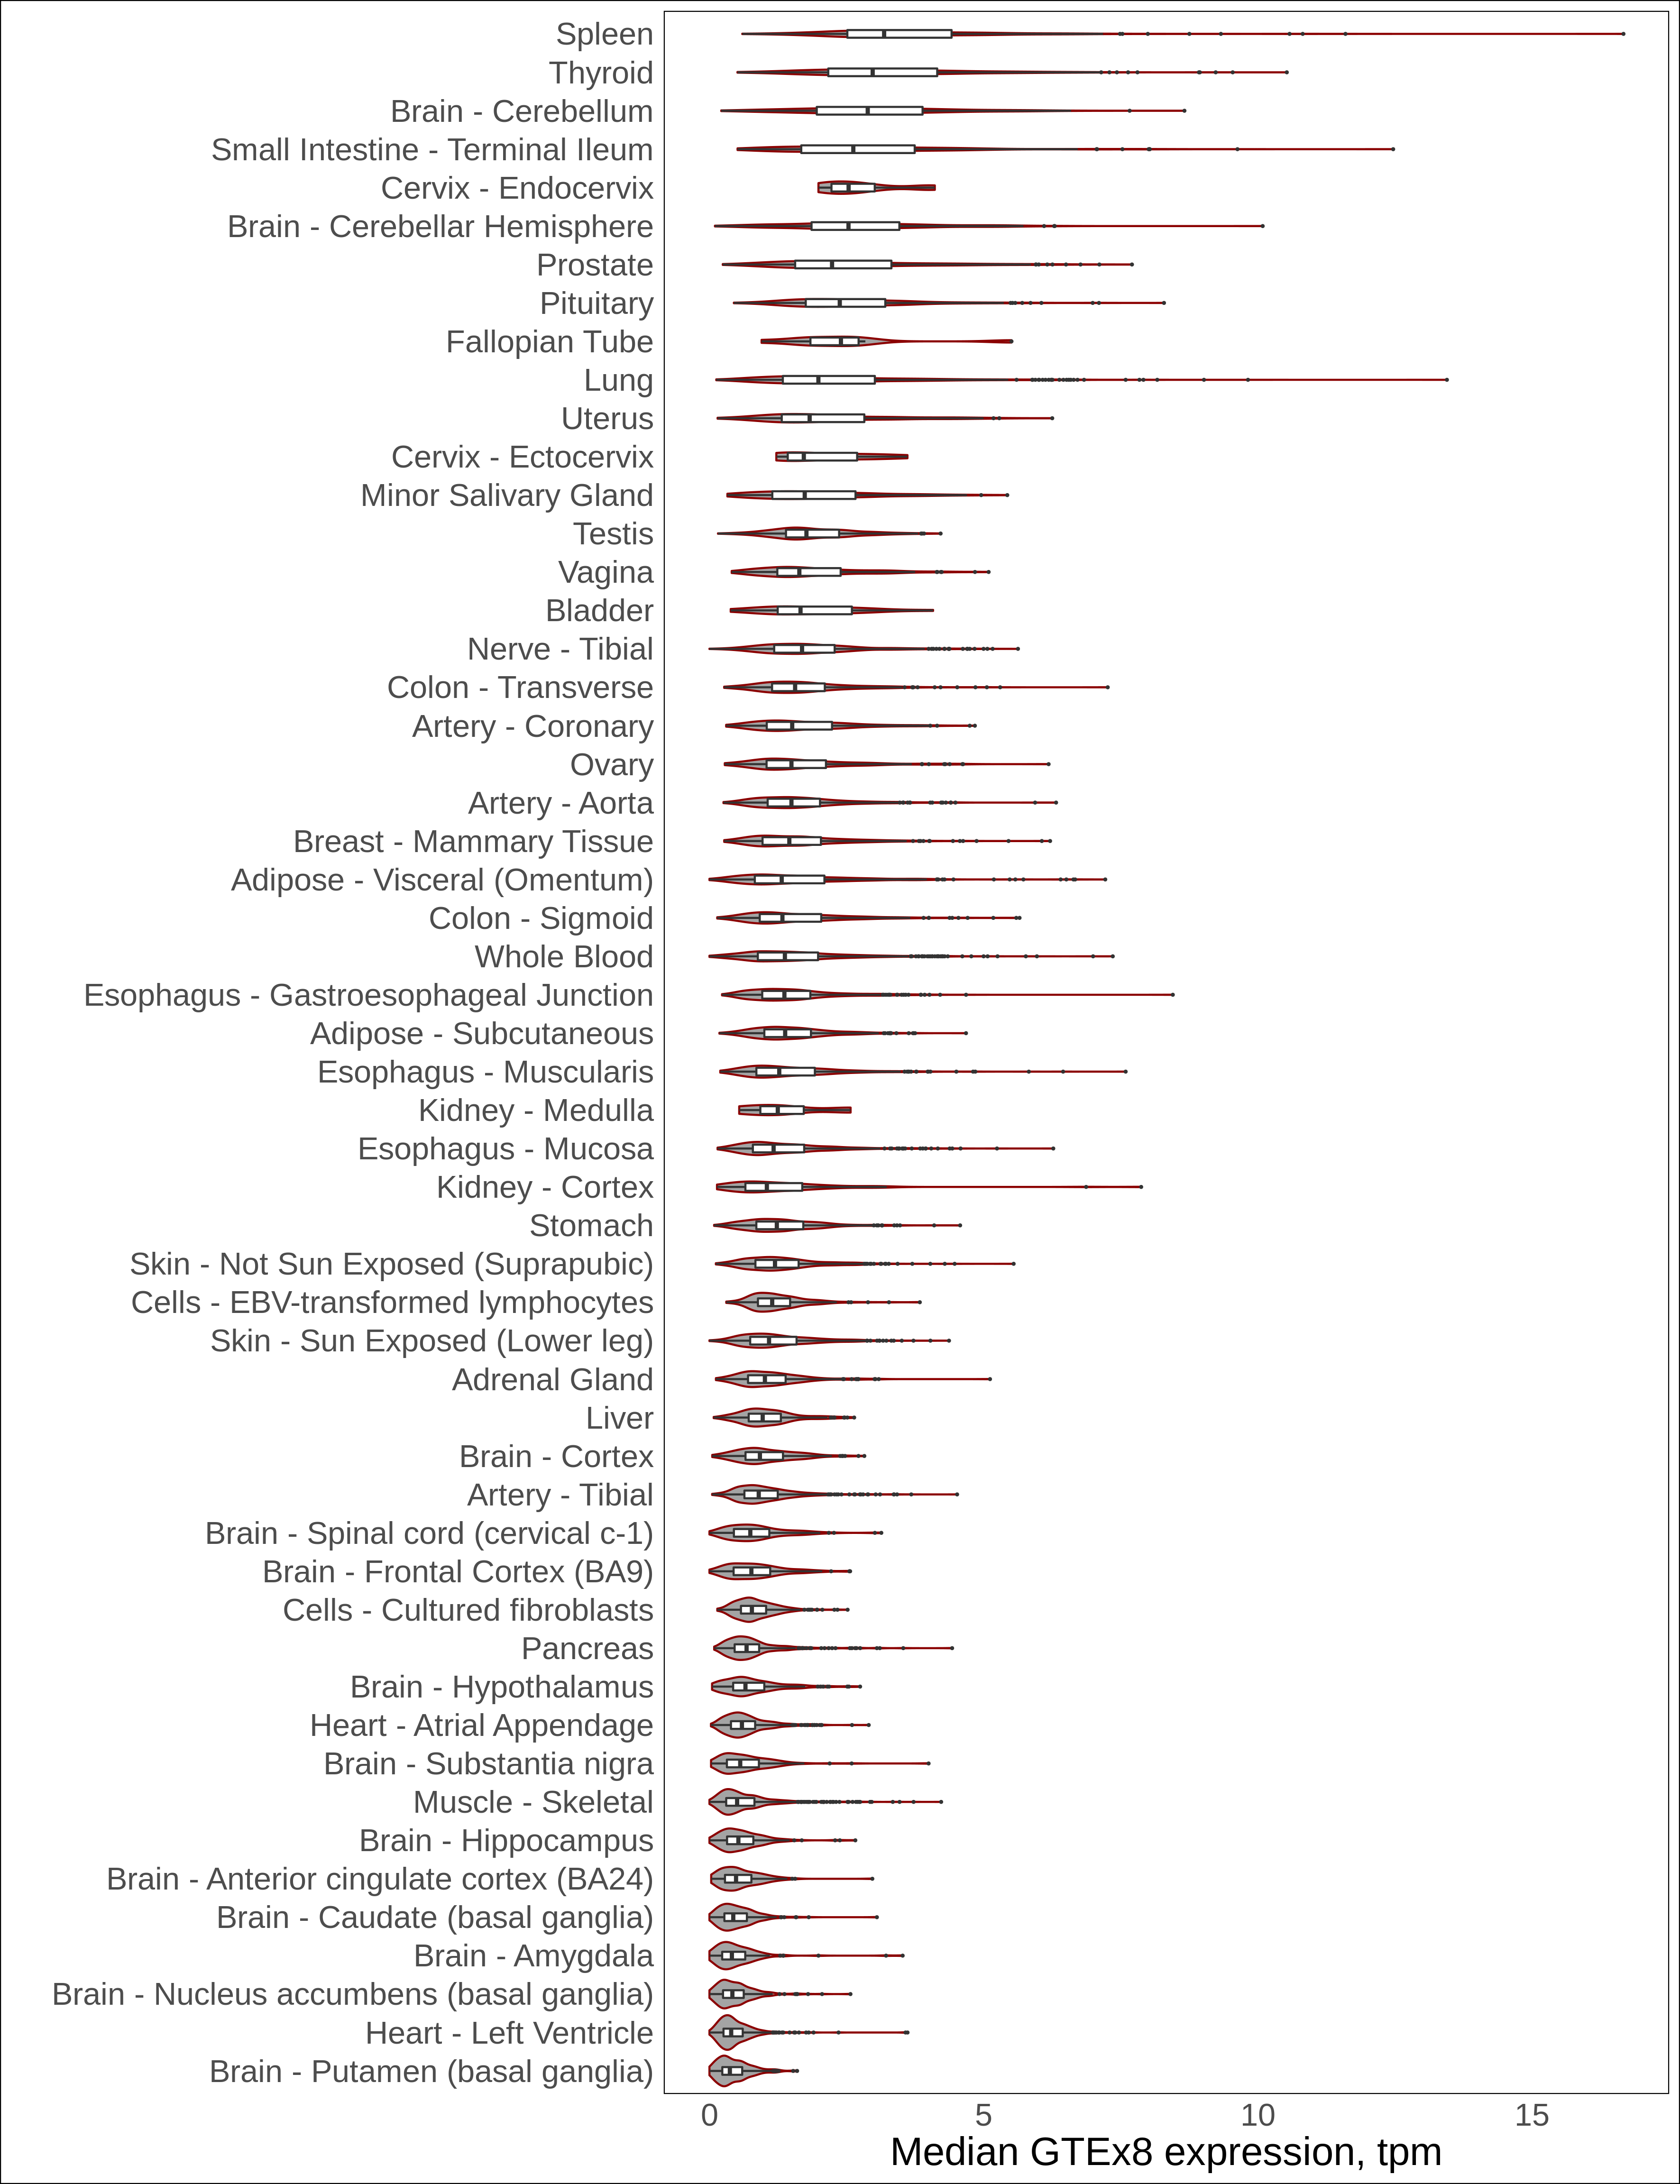 Spleen
Thyroid
Brain - Cerebellum
Small Intestine - Terminal Ileum
Cervix - Endocervix
Brain - Cerebellar Hemisphere
Prostate
Pituitary
Fallopian Tube
Lung
Uterus
Cervix - Ectocervix
Minor Salivary Gland
Testis
Vagina
Bladder
Nerve - Tibial
Colon - Transverse
Artery - Coronary
Ovary
Artery - Aorta
Breast - Mammary Tissue
Adipose - Visceral (Omentum)
Colon - Sigmoid
Whole Blood
Esophagus - Gastroesophageal Junction
Adipose - Subcutaneous
Esophagus - Muscularis
Kidney - Medulla
Esophagus - Mucosa
Kidney - Cortex
Stomach
Skin - Not Sun Exposed (Suprapubic)
Cells - EBV-transformed lymphocytes
Skin - Sun Exposed (Lower leg)
Adrenal Gland
Liver
Brain - Cortex
Artery - Tibial
Brain - Spinal cord (cervical c-1)
Brain - Frontal Cortex (BA9)
Cells - Cultured fibroblasts
Pancreas
Brain - Hypothalamus
Heart - Atrial Appendage
Brain - Substantia nigra
Muscle - Skeletal
Brain - Hippocampus
Brain - Anterior cingulate cortex (BA24)
Brain - Caudate (basal ganglia)
Brain - Amygdala
Brain - Nucleus accumbens (basal ganglia)
Heart - Left Ventricle
Brain - Putamen (basal ganglia)
0 5 10 15
Median GTEx8 expression, tpm